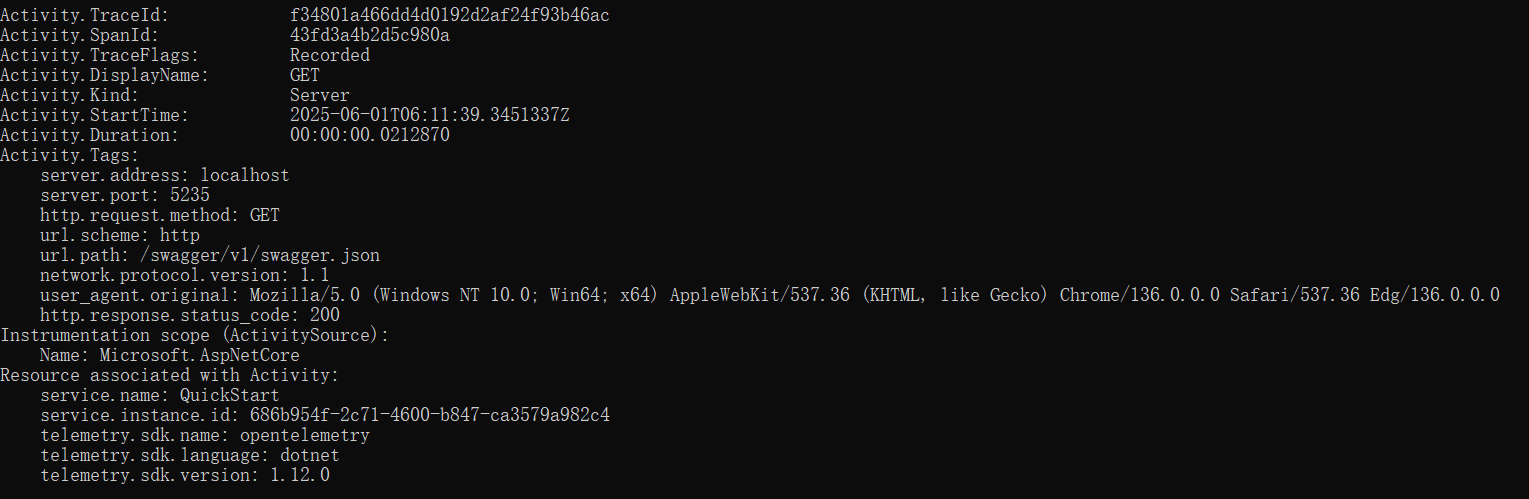 Activity.TraceId:            f34801a466dd4d0192d2af24f93b46ac
Activity.SpanId:             43fd3a4b2d5c980a
Activity.TraceFlags:         Recorded
Activity.DisplayName:        GET
Activity.Kind:               Server
Activity.StartTime:          2025-06-01T06:11:39.3451337Z
Activity.Duration:           00:00:00.0212870
Activity.Tags:
    server.address: localhost
    server.port: 5235
    http.request.method: GET
    url.scheme: http
    url.path: /swagger/v1/swagger.json
    network.protocol.version: 1.1
    user_agent.original: Mozilla/5.0 (Windows NT 10.0; Win64; x64) AppleWebKit/537.36 (KHTML, like Gecko) Chrome/136.0.0.0 Safari/537.36 Edg/136.0.0.0
    http.response.status_code: 200
Instrumentation scope (ActivitySource):
    Name: Microsoft.AspNetCore
Resource associated with Activity:
    service.name: QuickStart
    service.instance.id: 686b954f-2c71-4600-b847-ca3579a982c4
    telemetry.sdk.name: opentelemetry
    telemetry.sdk.language: dotnet
    telemetry.sdk.version: 1.12.0